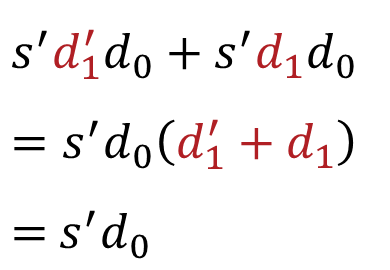 s′d₁′d₀ + s′d₁d₀
= s′d₀(d₁′ + d₁)
= s′d₀